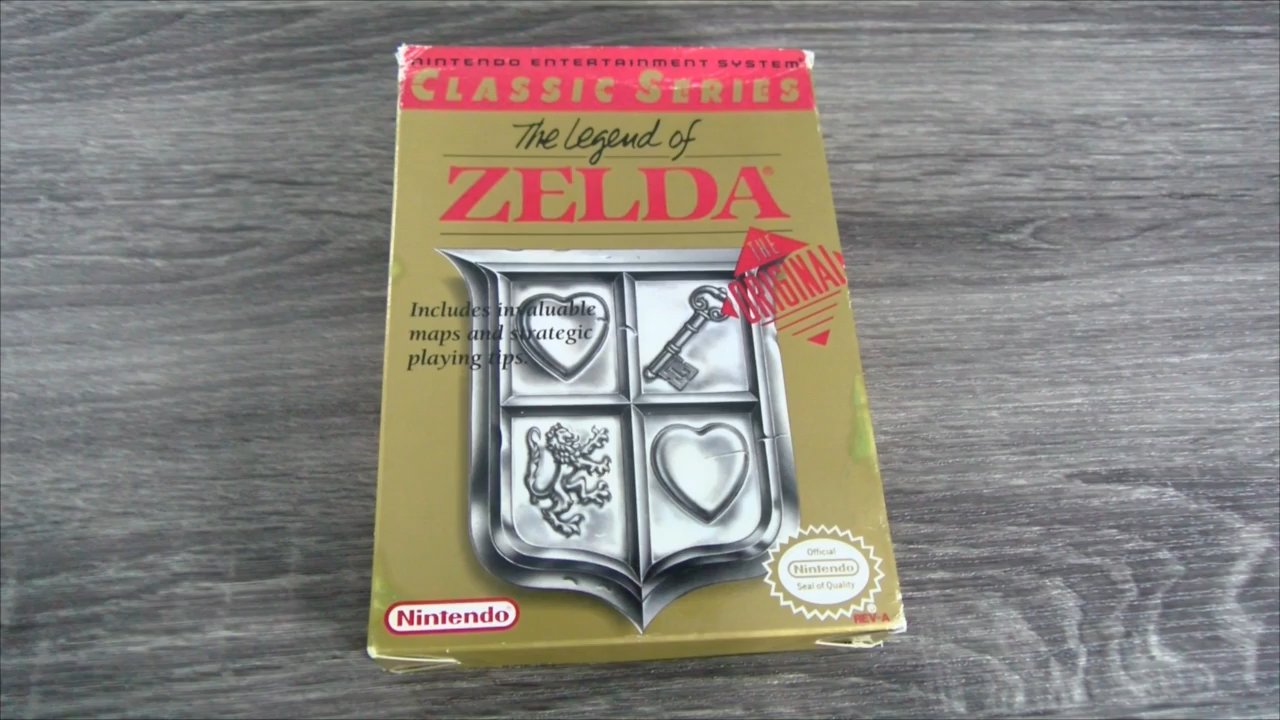 NINTENDO ENTERTAINMENT SYSTEM®
CLASSIC SERIES
The Legend of
ZELDA®
THE
ORIGINAL
Includes invaluable
maps and strategic
playing tips.
Official
Nintendo
Seal of Quality
®
Nintendo®
REV-A